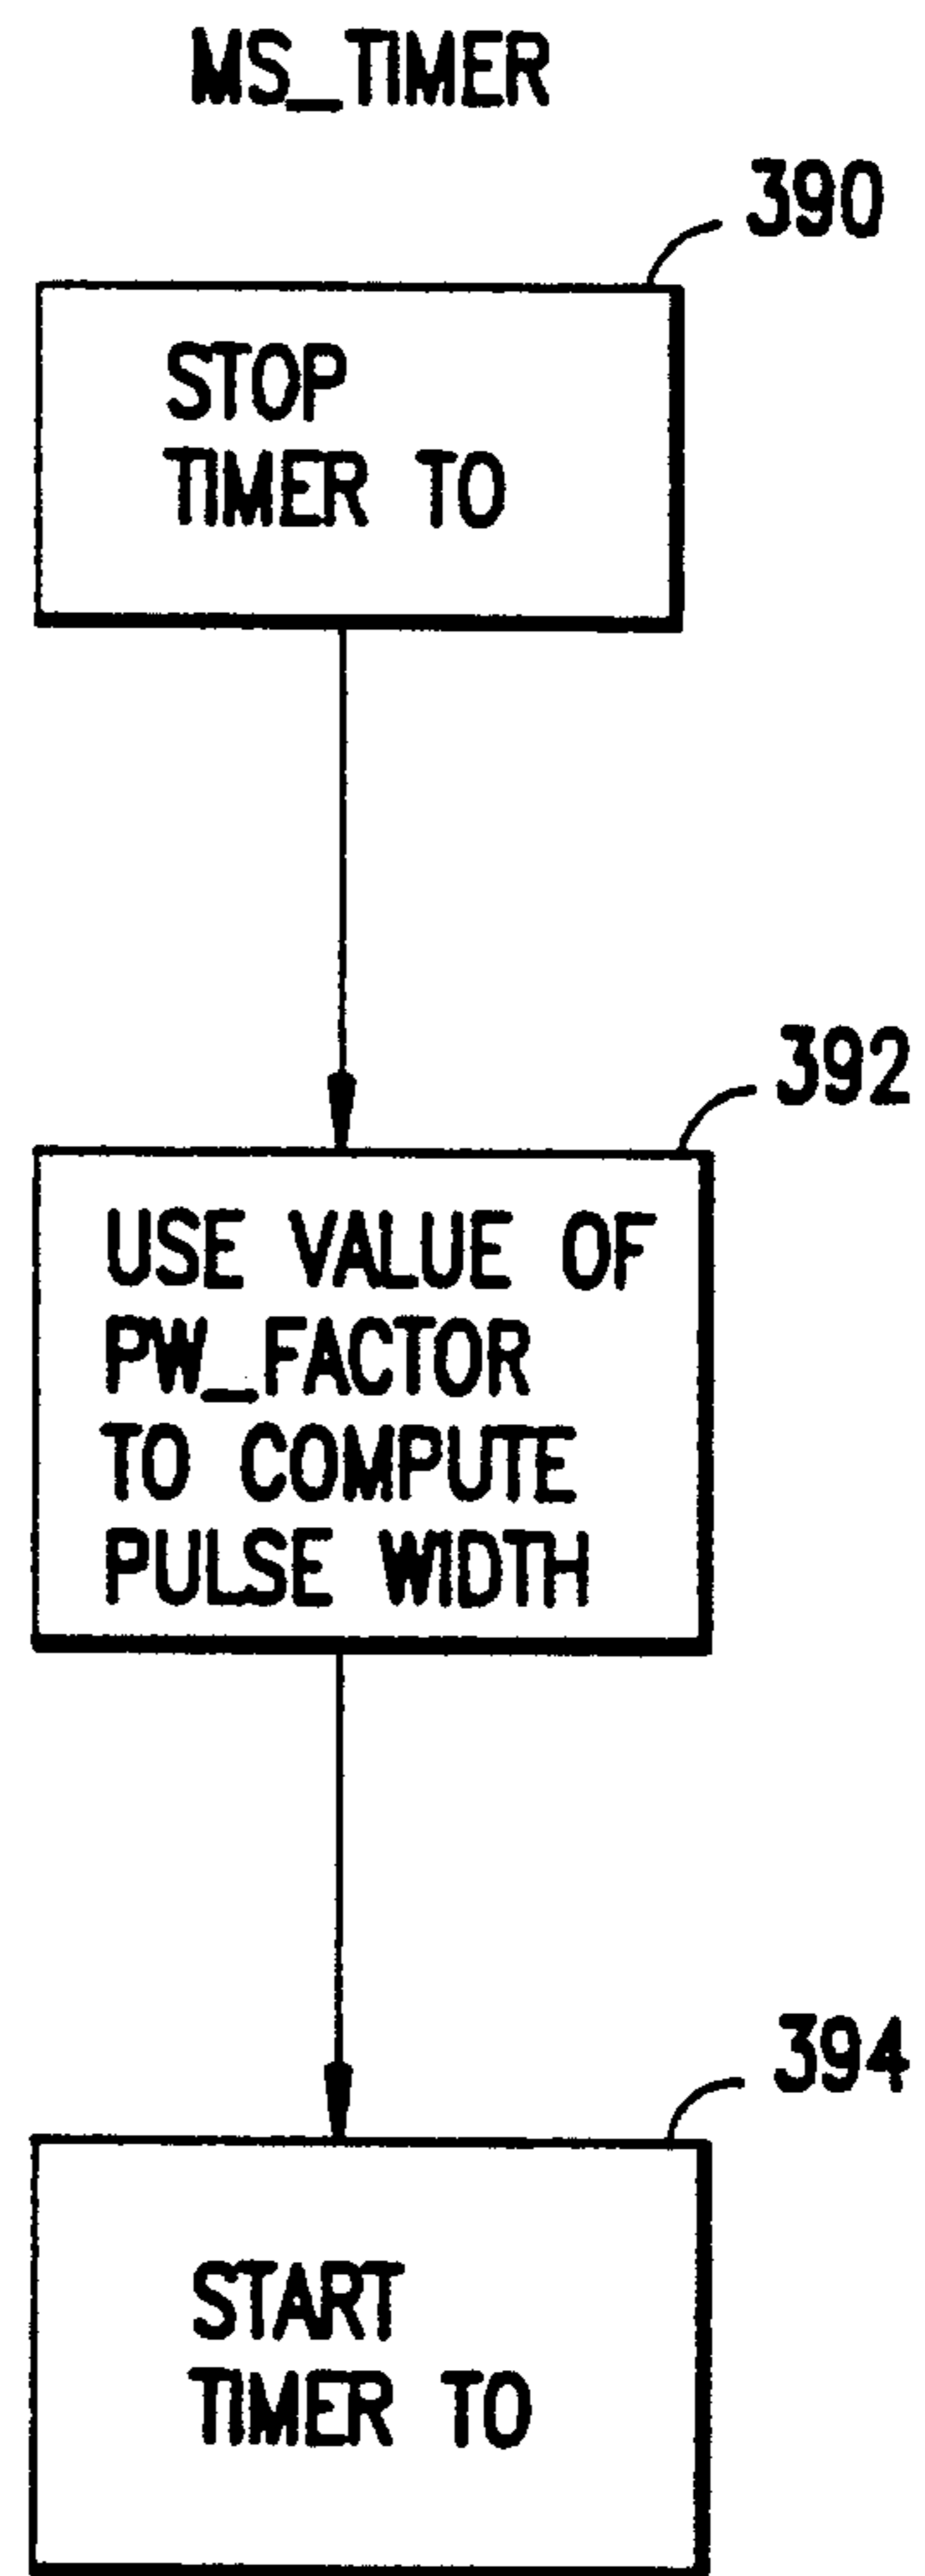 MS_TIMER
390
STOP
TIMER TO
392
USE VALUE OF
PW_FACTOR
TO COMPUTE
PULSE WIDTH
394
START
TIMER TO